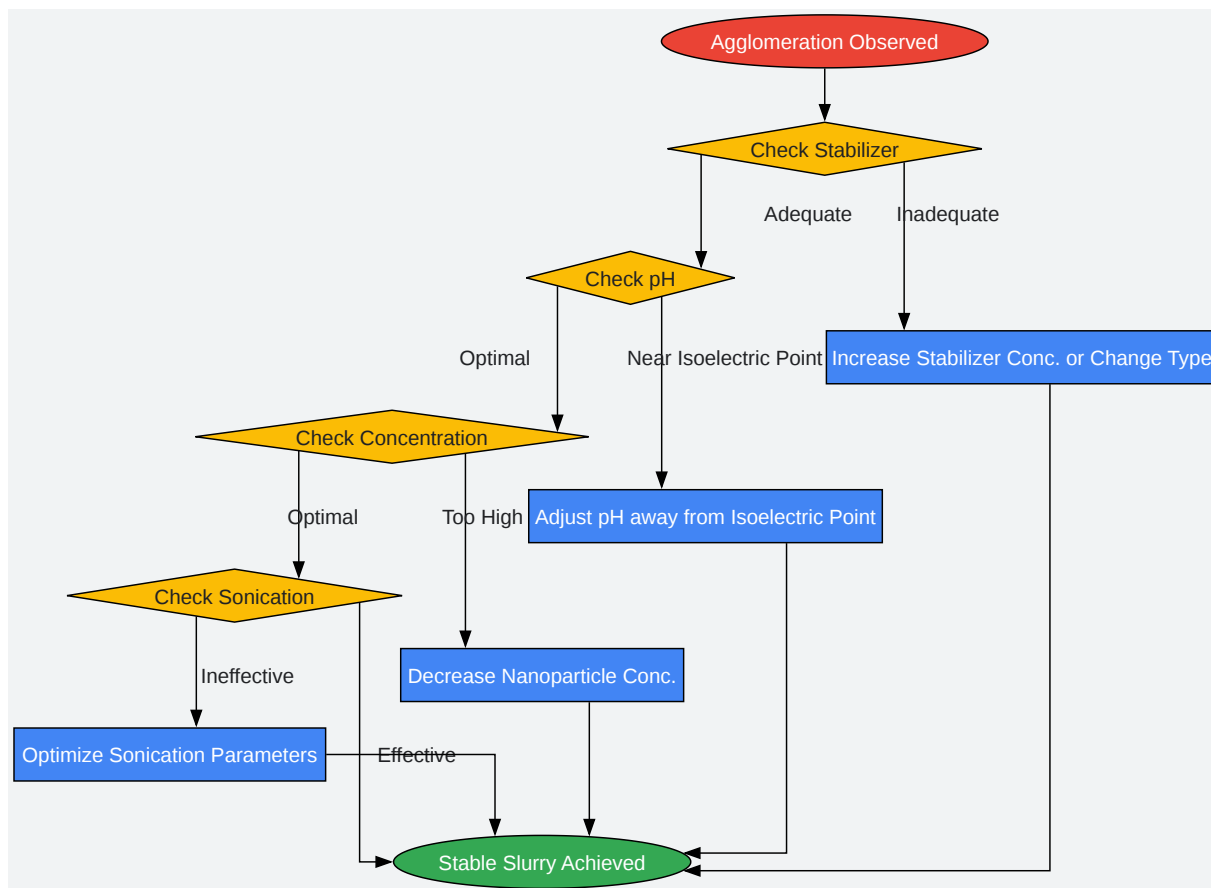 Agglomeration Observed
Check Stabilizer
Adequate
Inadequate
Check pH
Optimal
Near Isoelectric Point
Increase Stabilizer Conc. or Change Type
Check Concentration
Optimal
Too High
Adjust pH away from Isoelectric Point
Check Sonication
Ineffective
Decrease Nanoparticle Conc.
Optimize Sonication Parameters
Effective
Stable Slurry Achieved